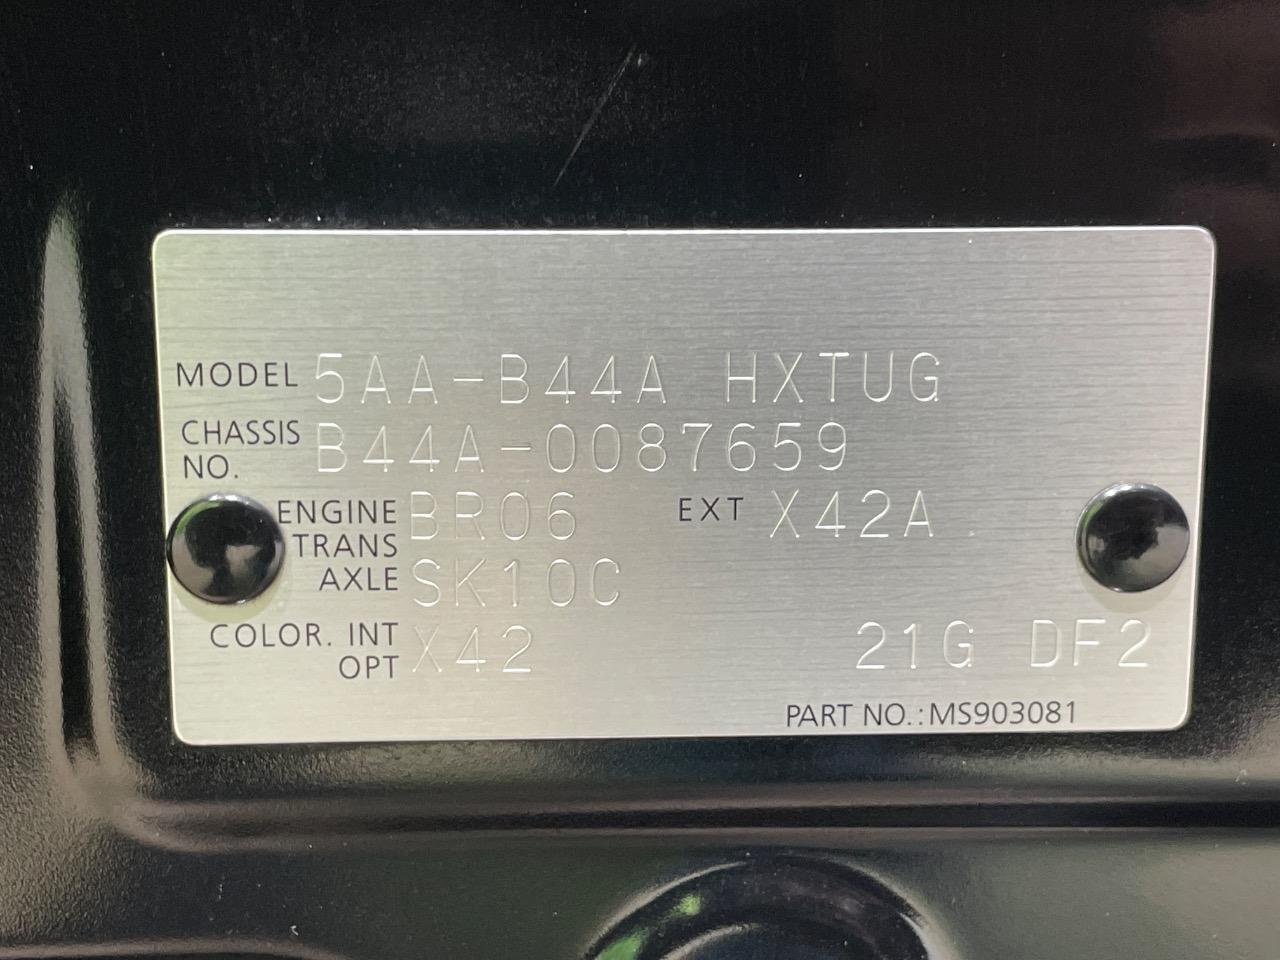 MODEL 5AA-B44A HXTUG
CHASSIS NO. B44A-0087659
ENGINE BR06 EXT X42A
TRANS AXLE SK10C
COLOR. INT OPT X42 21G DF2
PART NO.:MS903081